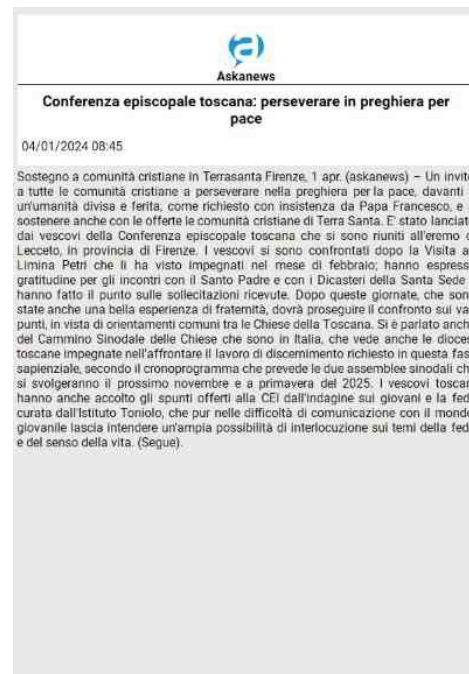 Askanews
Conferenza episcopale toscana: perseverare in preghiera per
pace
04/01/2024 08:45
Sostegno a comunità cristiane in Terrasanta Firenze, 1 apr. (askanews) – Un invit
a tutte le comunità cristiane a perseverare nella preghiera per la pace, davanti
un'umanità divisa e ferita, come richiesto con insistenza da Papa Francesco, e
sostenere anche con le offerte le comunità cristiane di Terra Santa. E' stato lanciat
dai vescovi della Conferenza episcopale toscana che si sono riuniti all'eremo d
Lecceto, in provincia di Firenze. I vescovi si sono confrontati dopo la Visita a
Limina Petri che li ha visto impegnati nel mese di febbraio; hanno espress
gratitudine per gli incontri con il Santo Padre e con i Dicasteri della Santa Sede
hanno fatto il punto sulle sollecitazioni ricevute. Dopo queste giornate, che son
state anche una bella esperienza di fraternità, dovrà proseguire il confronto sui va
punti, in vista di orientamenti comuni tra le Chiese della Toscana. Si è parlato anch
del Cammino Sinodale delle Chiese che sono in Italia, che vede anche le dioces
toscane impegnate nell'affrontare il lavoro di discernimento richiesto in questa fas
sapienziale, secondo il cronoprogramma che prevede le due assemblee sinodali ch
si svolgeranno il prossimo novembre e a primavera del 2025. I vescovi toscan
hanno anche accolto gli spunti offerti alla CEI dall'indagine sui giovani e la fed
curata dall'Istituto Toniolo, che pur nelle difficoltà di comunicazione con il mond
giovanile lascia intendere un'ampia possibilità di interlocuzione sui temi della fed
e del senso della vita. (Segue).